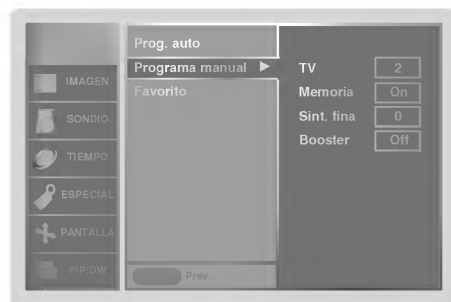 Prog. auto
Programa manual ▶
Favorito
IMAGEN
SONDIO
TIEMPO
ESPECIAL
PANTALLA
PIP/DW
TV 2
Memoria On
Sint. fina 0
Booster Off
Prev.